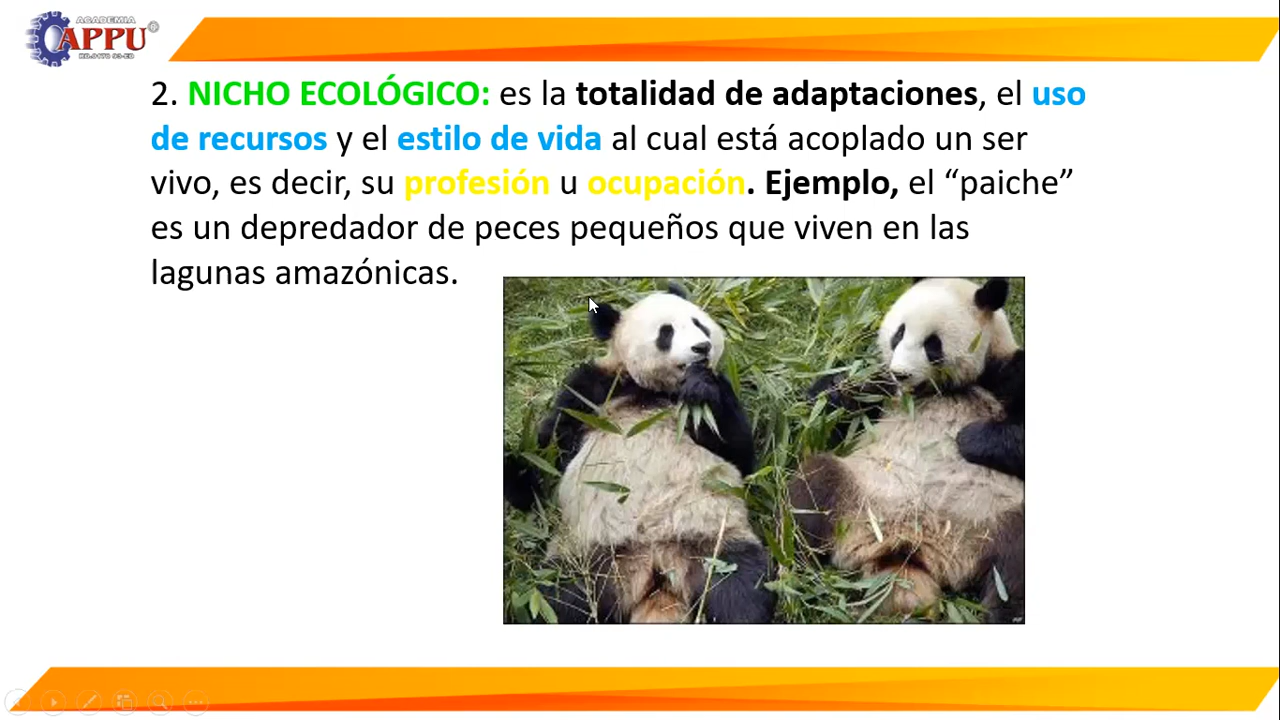 ACADEMIA
APPU
2. NICHO ECOLÓGICO: es la totalidad de adaptaciones, el uso
de recursos y el estilo de vida al cual está acoplado un ser
vivo, es decir, su profesión u ocupación. Ejemplo, el “paiche”
es un depredador de peces pequeños que viven en las
lagunas amazónicas.